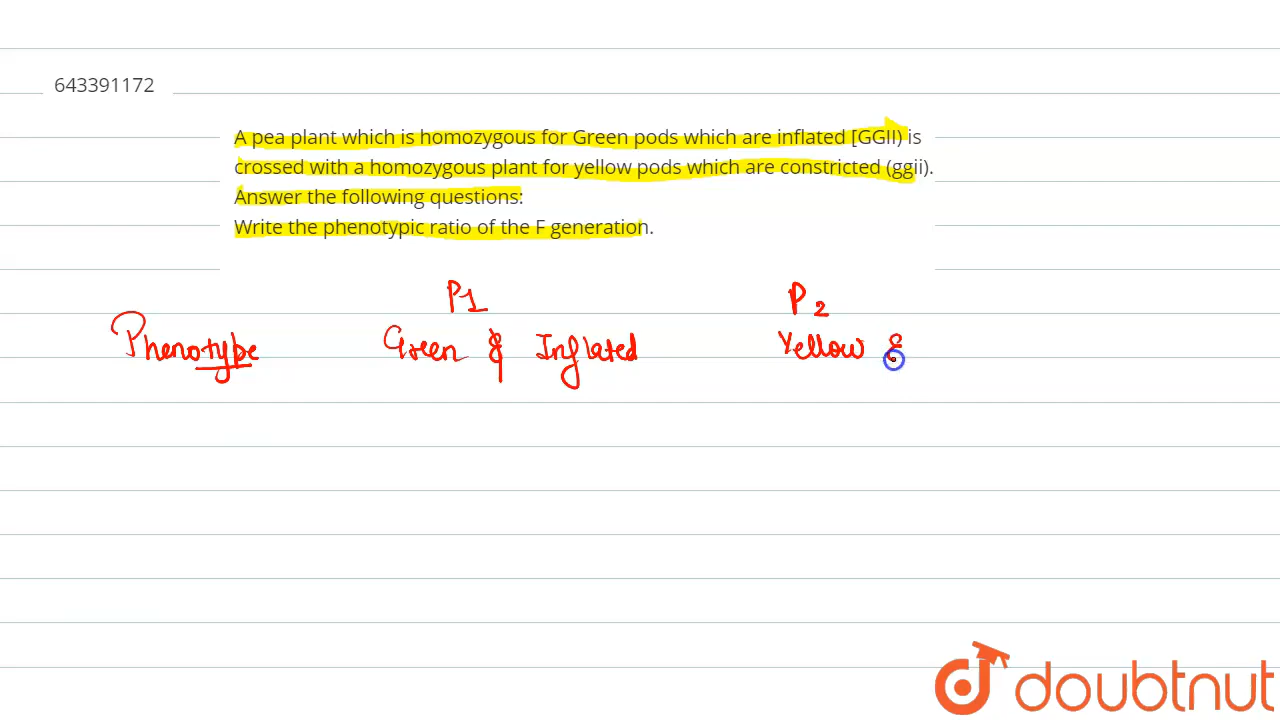 643391172
A pea plant which is homozygous for Green pods which are inflated [GGII) is
crossed with a homozygous plant for yellow pods which are constricted (ggii).
Answer the following questions:
Write the phenotypic ratio of the F generation.
P1 P2
Phenotype Green & Inflated Yellow &
doubtnut